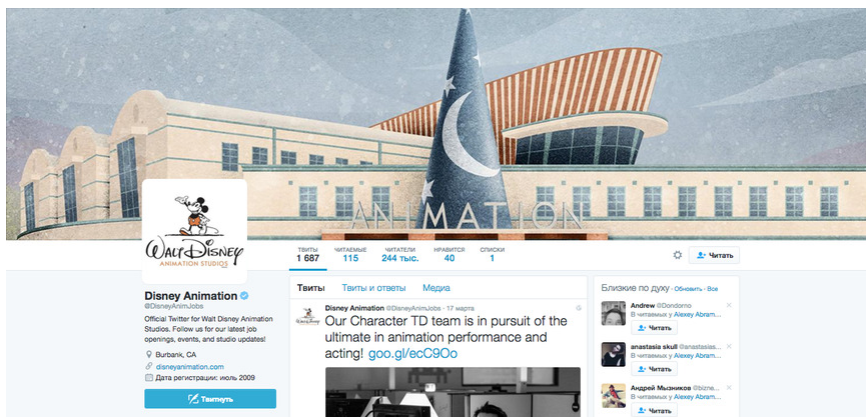 ANIMATION
WALT DISNEY
ANIMATION STUDIOS
ТВИТЫ
1 687
ЧИТАЕМЫЕ
115
ЧИТАТЕЛИ
244 тыс.
НРАВИТСЯ
40
СПИСКИ
1
Читать
Disney Animation
@DisneyAnimJobs
Official Twitter for Walt Disney Animation
Studios. Follow us for our latest job
openings, events, and studio updates!
Burbank, CA
disneyanimation.com
Дата регистрации: июль 2009
Твитнуть
Твиты Твиты и ответы Медиа
Disney Animation @DisneyAnimJobs · 17 марта
Our Character TD team is in pursuit of the
ultimate in animation performance and
acting! goo.gl/ecC9Oo
Близкие по духу · Обновить · Все
Andrew @Dondorno
В читаемых у Alexey Abram...
Читать
anastasia skull @anastasias...
В читаемых у Alexey Abram...
Читать
Андрей Мызников @bizne...
В читаемых у Alexey Abram...
Читать